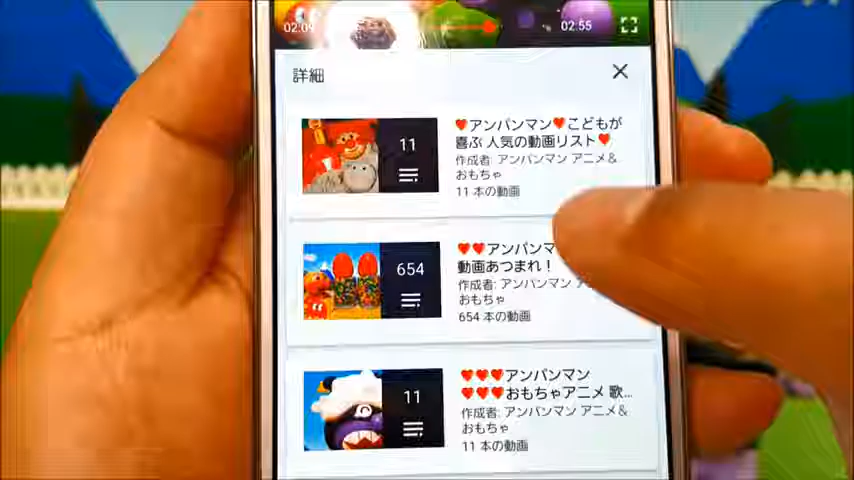 02:09
02:55
詳細
11
♥アンパンマン♥こどもが
喜ぶ 人気の動画リスト♥
作成者: アンパンマン アニメ&
おもちゃ
11 本の動画
654
♥♥アンパンマ
動画あつまれ!
作成者: アンパンマン
おもちゃ
654 本の動画
11
♥♥♥アンパンマン
♥♥♥おもちゃアニメ 歌...
作成者: アンパンマン アニメ&
おもちゃ
11 本の動画